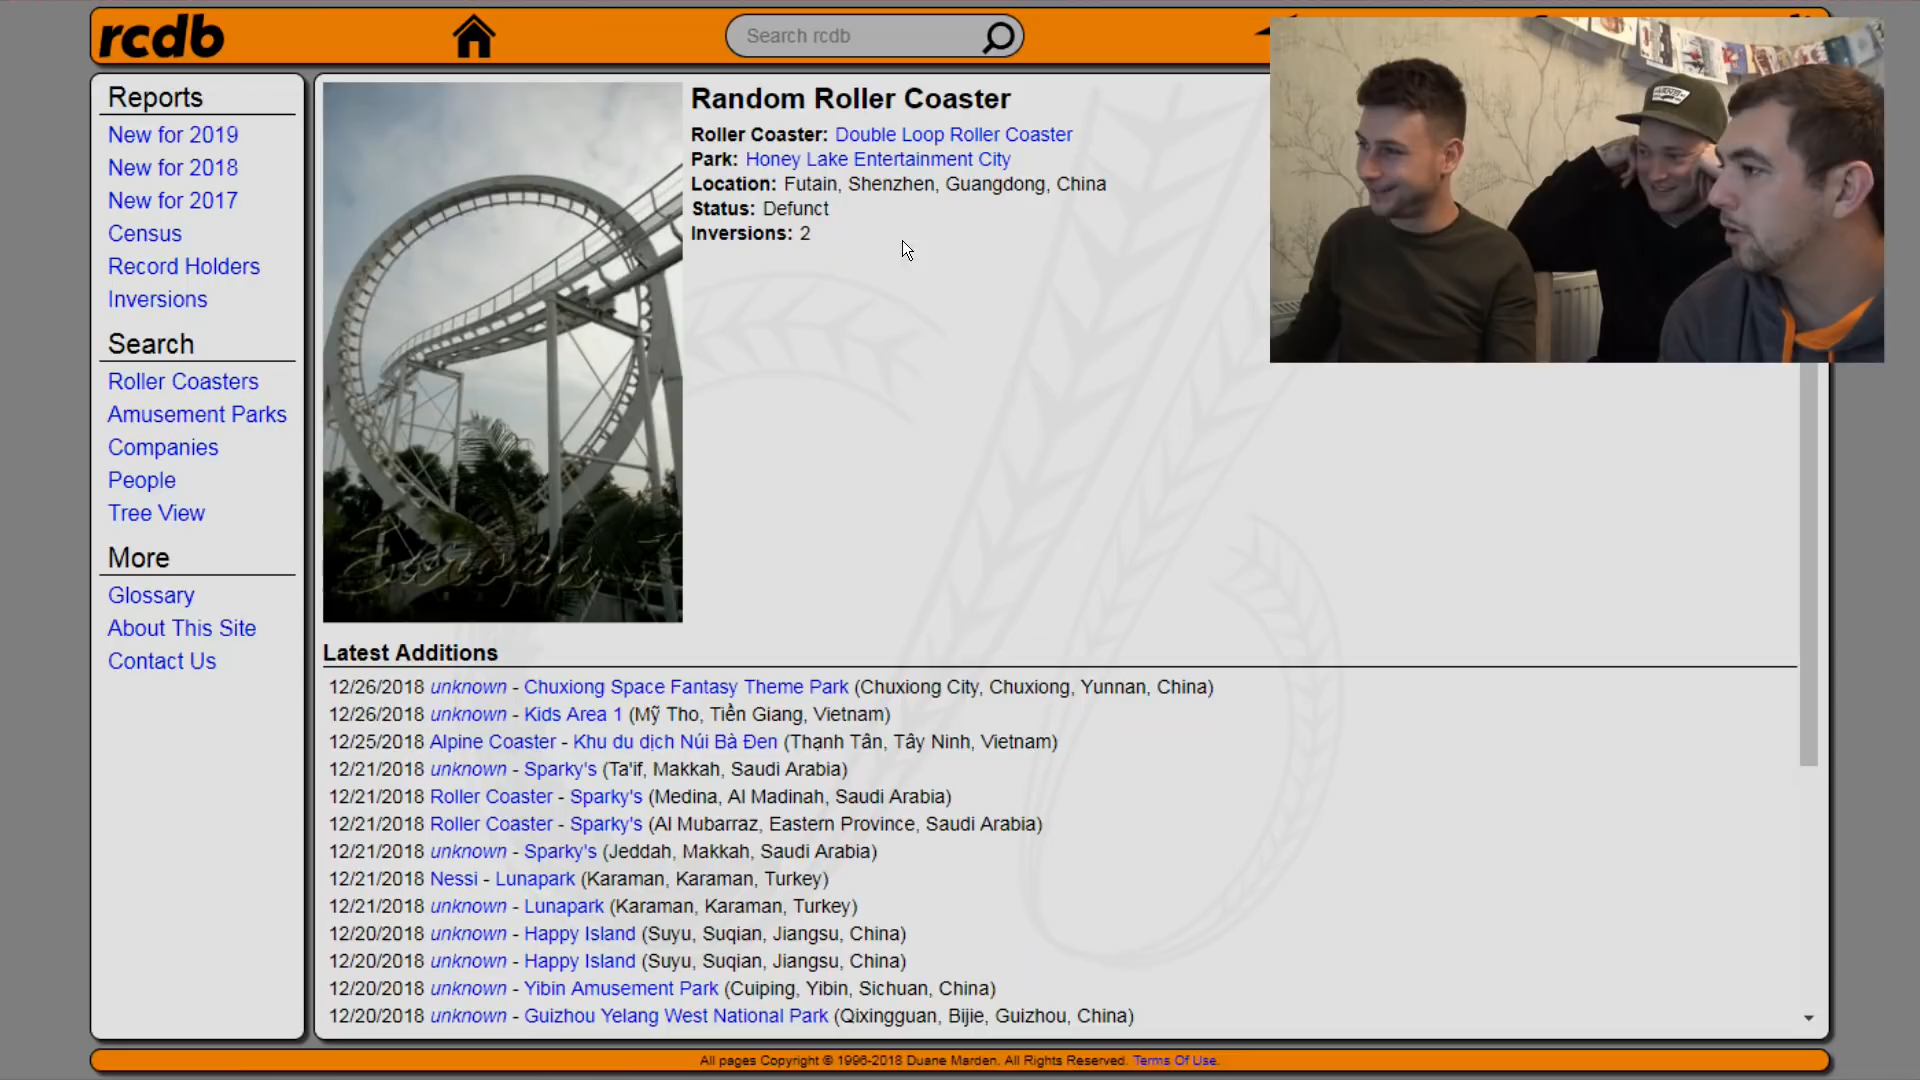 rcdb
Search rcdb
Reports
New for 2019
New for 2018
New for 2017
Census
Record Holders
Inversions
Search
Roller Coasters
Amusement Parks
Companies
People
Tree View
More
Glossary
About This Site
Contact Us
Random Roller Coaster
Roller Coaster: Double Loop Roller Coaster
Park: Honey Lake Entertainment City
Location: Futain, Shenzhen, Guangdong, China
Status: Defunct
Inversions: 2
Latest Additions
12/26/2018 unknown - Chuxiong Space Fantasy Theme Park (Chuxiong City, Chuxiong, Yunnan, China)
12/26/2018 unknown - Kids Area 1 (Mỹ Tho, Tiền Giang, Vietnam)
12/25/2018 Alpine Coaster - Khu du dịch Núi Bà Đen (Thạnh Tân, Tây Ninh, Vietnam)
12/21/2018 unknown - Sparky's (Ta'if, Makkah, Saudi Arabia)
12/21/2018 Roller Coaster - Sparky's (Medina, Al Madinah, Saudi Arabia)
12/21/2018 Roller Coaster - Sparky's (Al Mubarraz, Eastern Province, Saudi Arabia)
12/21/2018 unknown - Sparky's (Jeddah, Makkah, Saudi Arabia)
12/21/2018 Nessi - Lunapark (Karaman, Karaman, Turkey)
12/21/2018 unknown - Lunapark (Karaman, Karaman, Turkey)
12/20/2018 unknown - Happy Island (Suyu, Suqian, Jiangsu, China)
12/20/2018 unknown - Happy Island (Suyu, Suqian, Jiangsu, China)
12/20/2018 unknown - Yibin Amusement Park (Cuiping, Yibin, Sichuan, China)
12/20/2018 unknown - Guizhou Yelang West National Park (Qixingguan, Bijie, Guizhou, China)
All pages Copyright © 1996-2018 Duane Marden. All Rights Reserved. Terms Of Use.